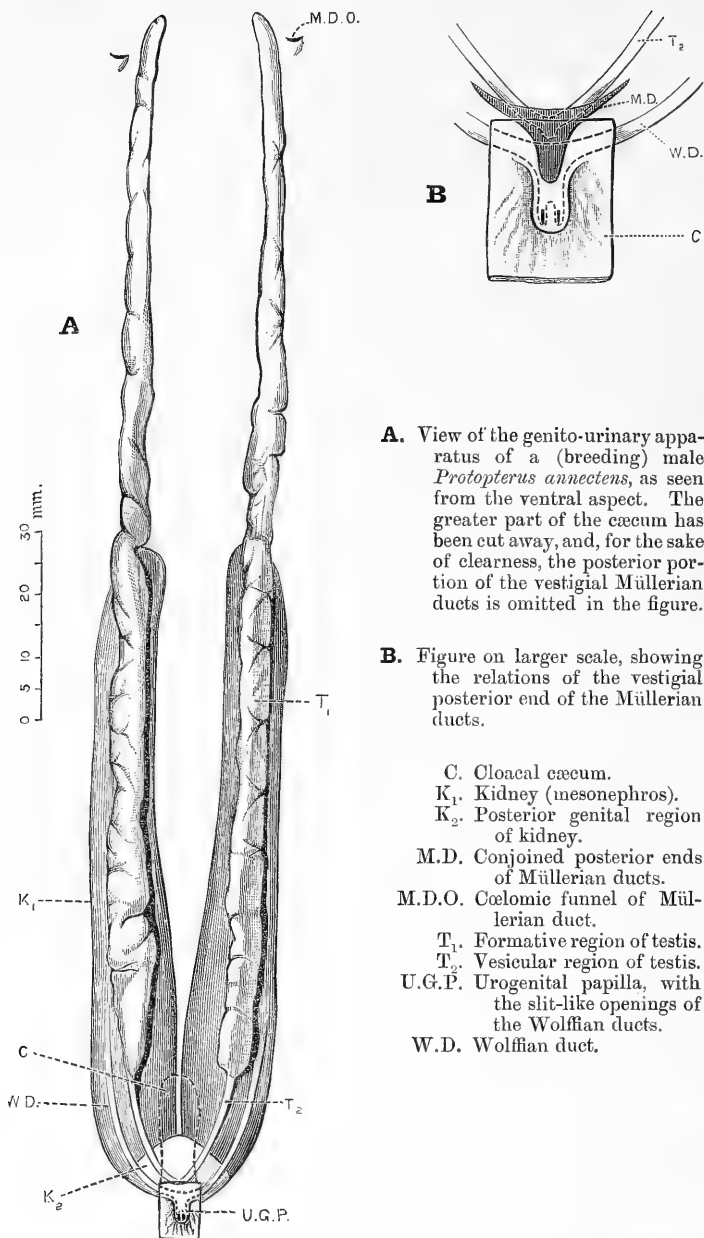 M.D.O.
A
30 mm.
20
10
5
0
T₁
K₁
C
W D.
T₂
K₂
U.G.P.
T₂
M.D.
W.D.
B
C
A. View of the genito-urinary appa-
ratus of a (breeding) male
Protopterus annectens, as seen
from the ventral aspect. The
greater part of the cæcum has
been cut away, and, for the sake
of clearness, the posterior por-
tion of the vestigial Müllerian
ducts is omitted in the figure.
B. Figure on larger scale, showing
the relations of the vestigial
posterior end of the Müllerian
ducts.
C. Cloacal cæcum.
K₁. Kidney (mesonephros).
K₂. Posterior genital region
of kidney.
M.D. Conjoined posterior ends
of Müllerian ducts.
M.D.O. Cœlomic funnel of Mül-
lerian duct.
T₁. Formative region of testis.
T₂. Vesicular region of testis.
U.G.P. Urogenital papilla, with
the slit-like openings of
the Wolffian ducts.
W.D. Wolffian duct.